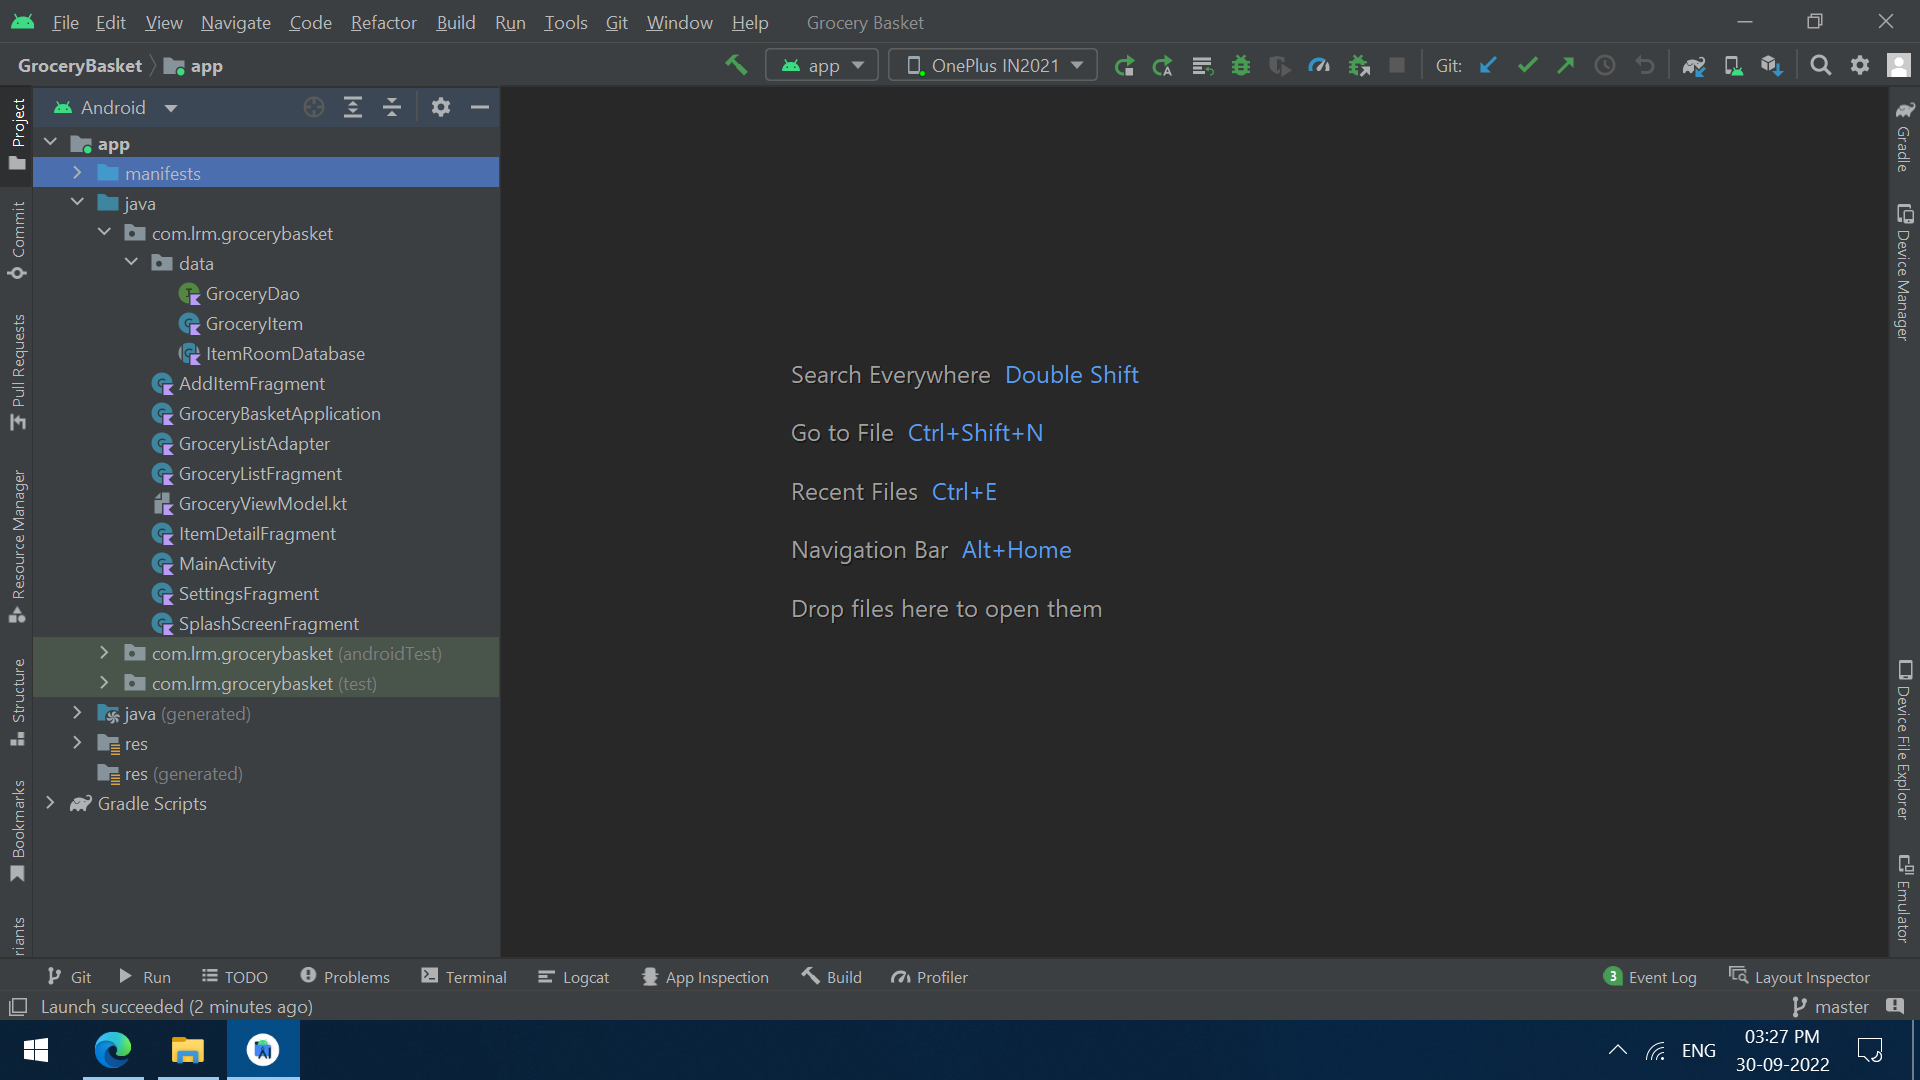 File Edit View Navigate Code Refactor Build Run Tools Git Window Help Grocery Basket
GroceryBasket app
app
OnePlus IN2021
Git:
Android
Project
Commit
Pull Requests
Resource Manager
Structure
Bookmarks
riants
app
manifests
java
com.lrm.grocerybasket
data
GroceryDao
GroceryItem
ItemRoomDatabase
AddItemFragment
GroceryBasketApplication
GroceryListAdapter
GroceryListFragment
GroceryViewModel.kt
ItemDetailFragment
MainActivity
SettingsFragment
SplashScreenFragment
com.lrm.grocerybasket (androidTest)
com.lrm.grocerybasket (test)
java (generated)
res
res (generated)
Gradle Scripts
Search Everywhere Double Shift
Go to File Ctrl+Shift+N
Recent Files Ctrl+E
Navigation Bar Alt+Home
Drop files here to open them
Gradle
Device Manager
Device File Explorer
Emulator
Git Run TODO Problems Terminal Logcat App Inspection Build Profiler 3 Event Log Layout Inspector
Launch succeeded (2 minutes ago) master
ENG
03:27 PM
30-09-2022